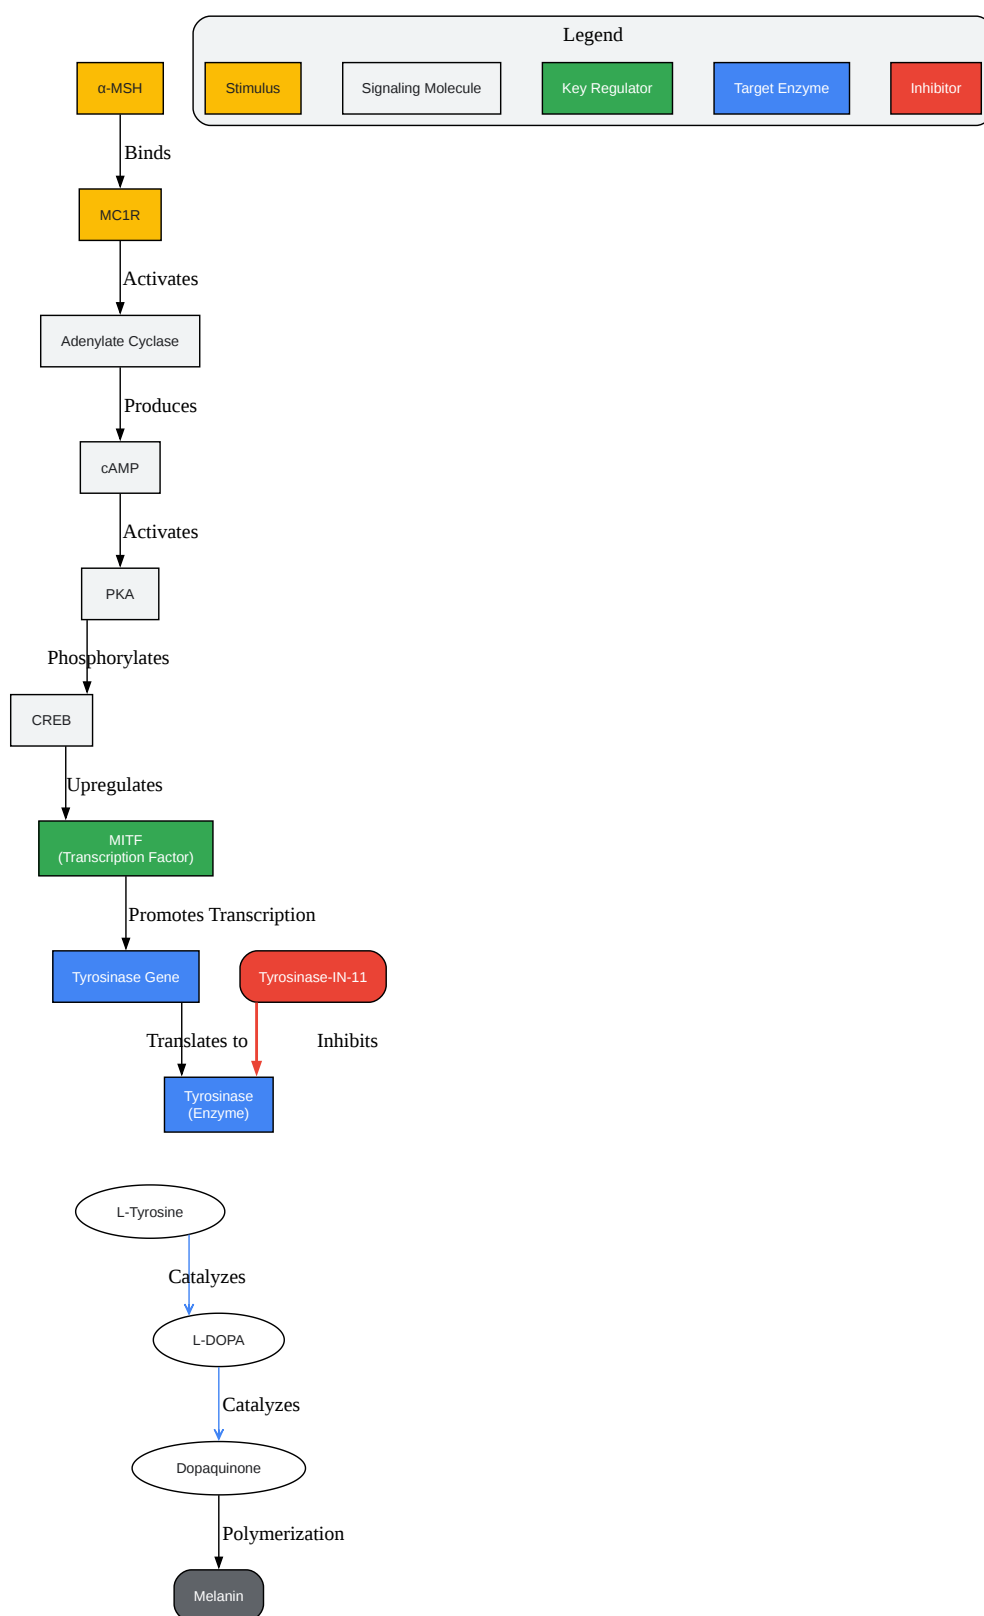 Legend
α-MSH
Stimulus
Signaling Molecule
Key Regulator
Target Enzyme
Inhibitor
Binds
MC1R
Activates
Adenylate Cyclase
Produces
cAMP
Activates
PKA
Phosphorylates
CREB
Upregulates
MITF
(Transcription Factor)
Promotes Transcription
Tyrosinase Gene
Tyrosinase-IN-11
Translates to
Inhibits
Tyrosinase
(Enzyme)
L-Tyrosine
Catalyzes
L-DOPA
Catalyzes
Dopaquinone
Polymerization
Melanin